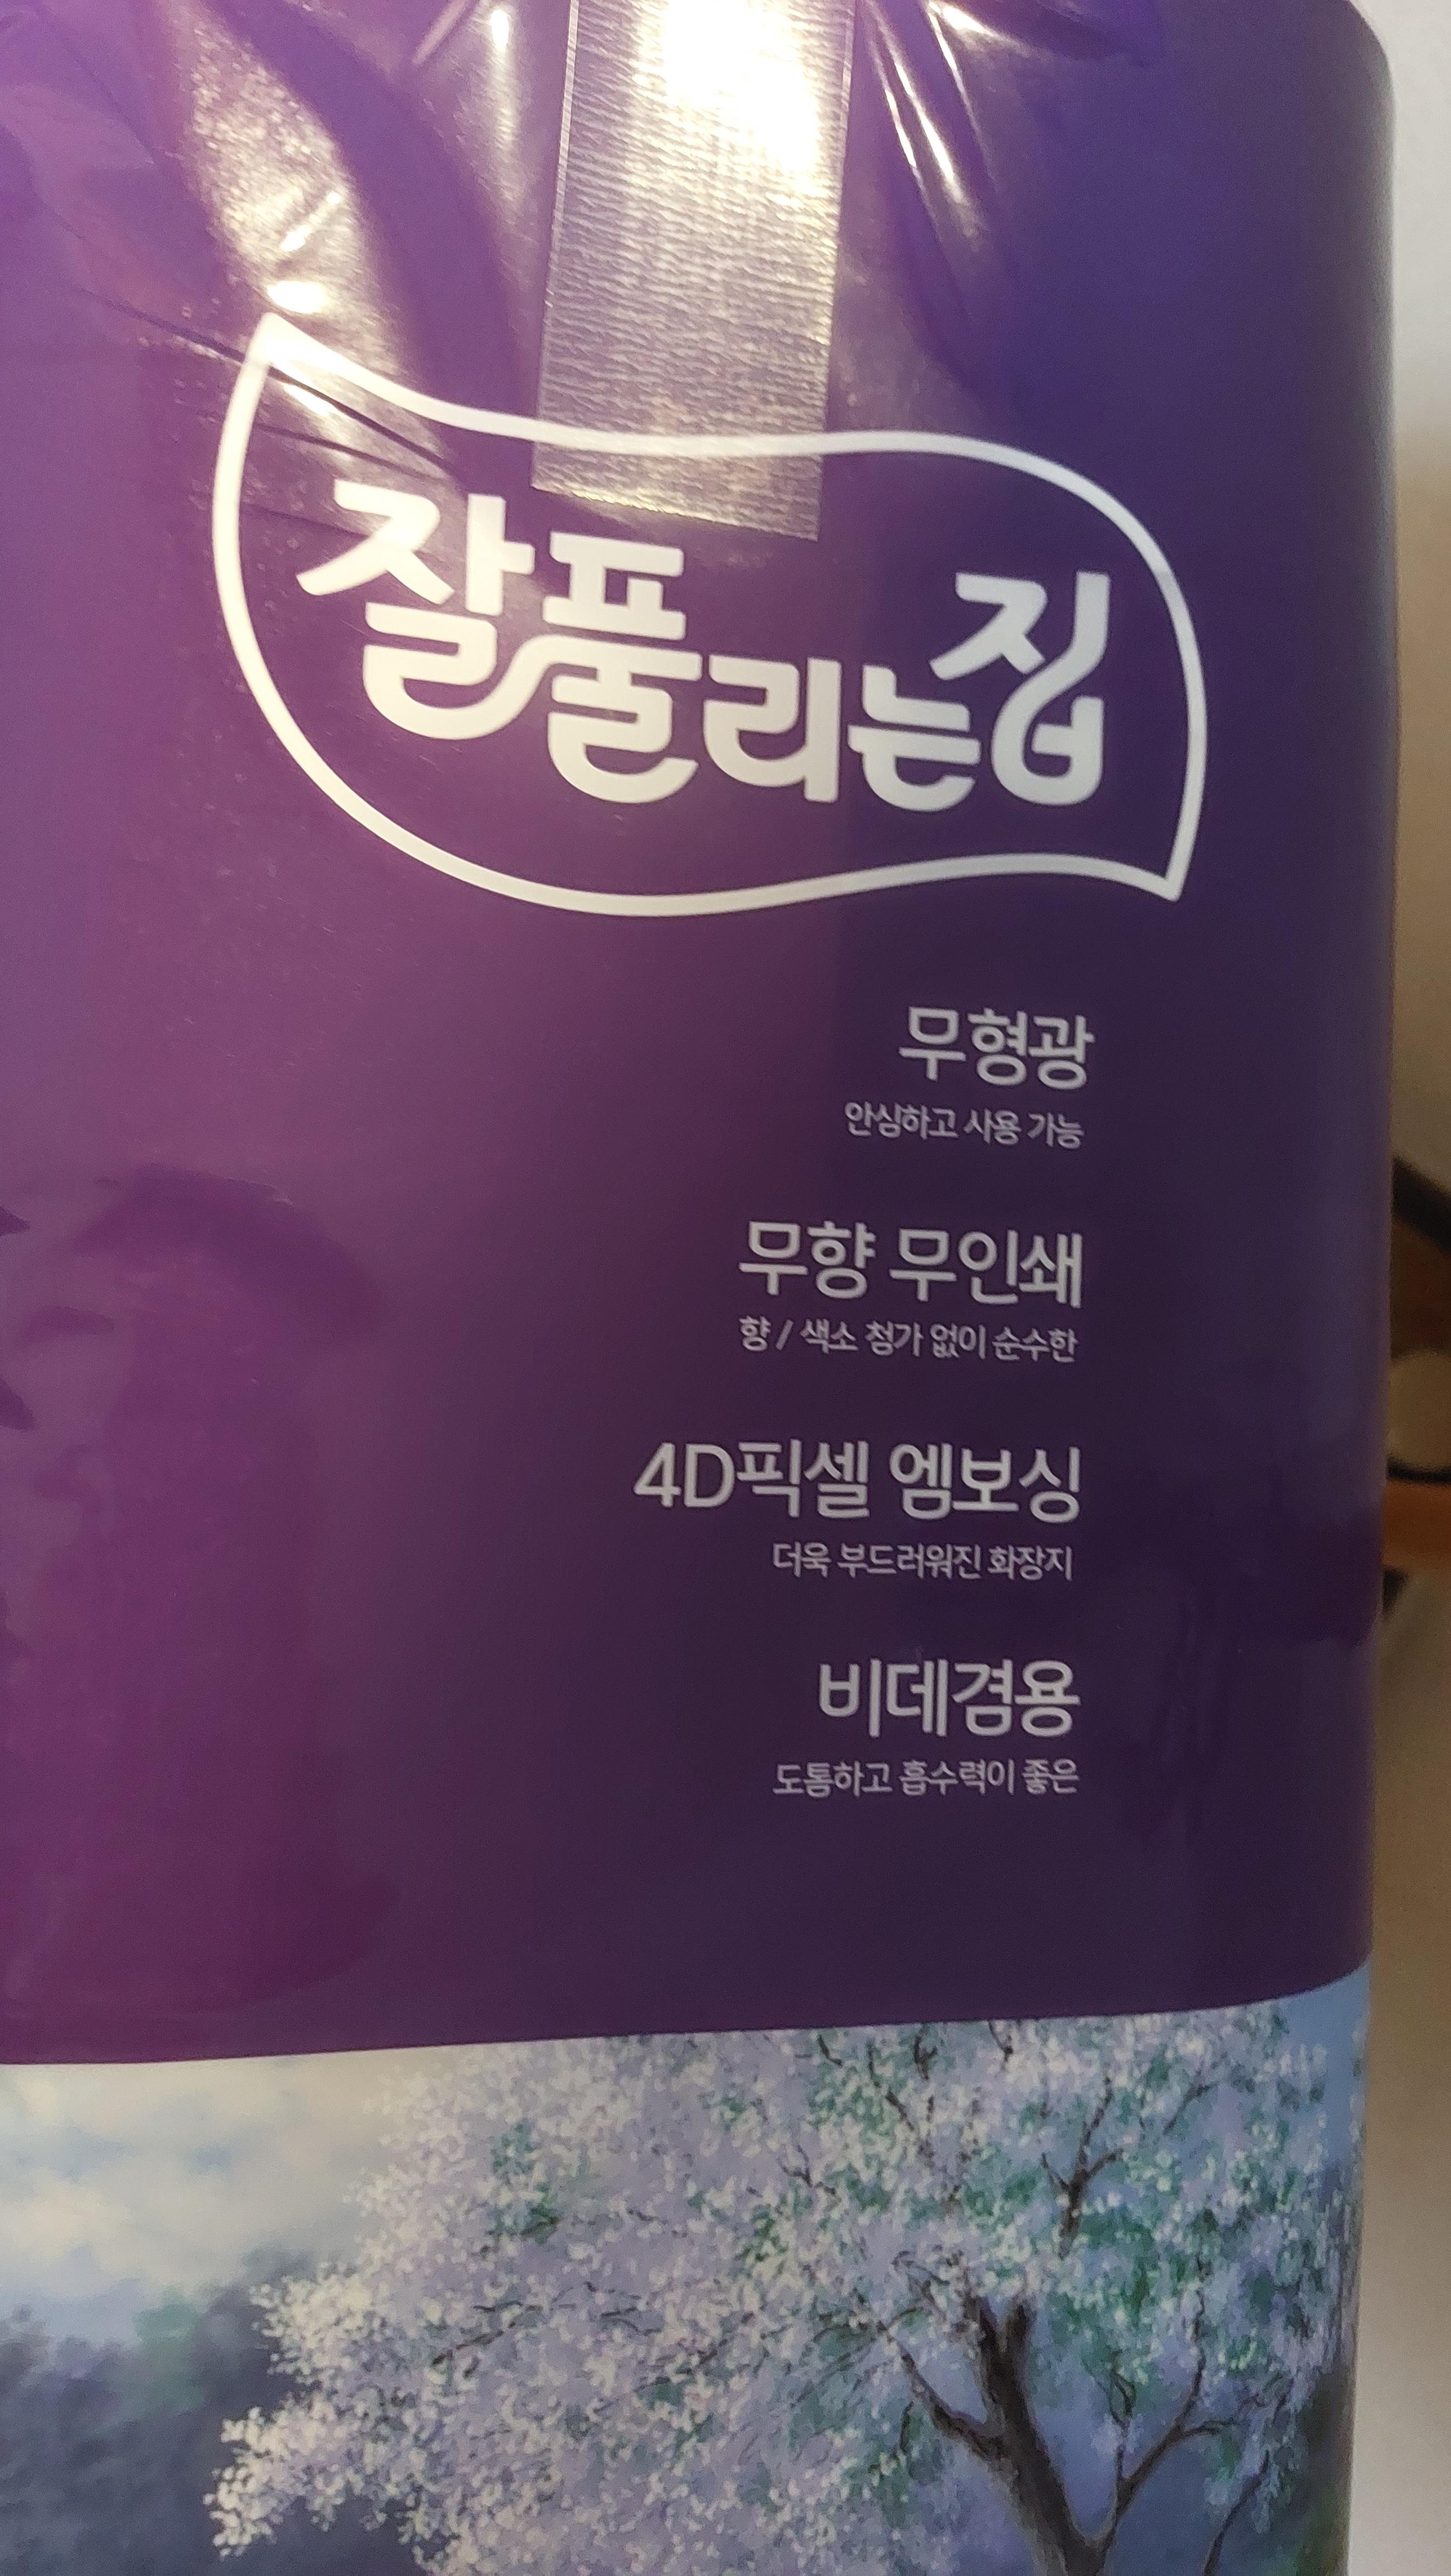 잘풀리는집
무형광
안심하고 사용 가능
무향 무인쇄
향 / 색소 첨가 없이 순수한
4D픽셀 엠보싱
더욱 부드러워진 화장지
비데겸용
도톰하고 흡수력이 좋은